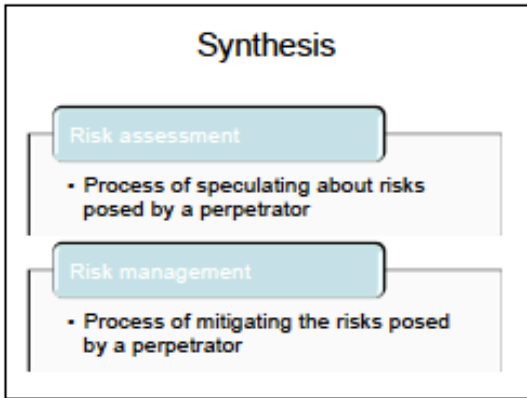 Synthesis
Risk assessment
• Process of speculating about risks
posed by a perpetrator
Risk management
• Process of mitigating the risks posed
by a perpetrator